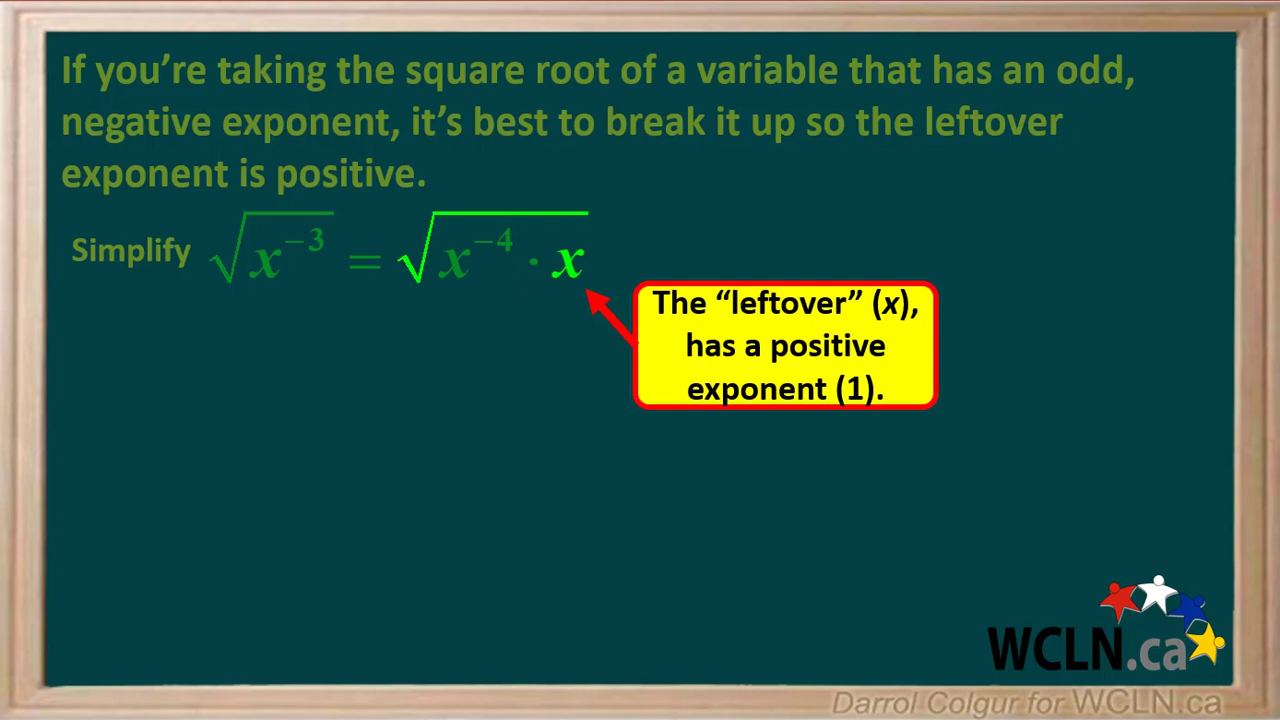 If you’re taking the square root of a variable that has an odd,
negative exponent, it’s best to break it up so the leftover
exponent is positive.
Simplify √x⁻³ = √x⁻⁴ · x
The “leftover” (x),
has a positive
exponent (1).
WCLN.ca
Darrol Colgur for WCLN.ca